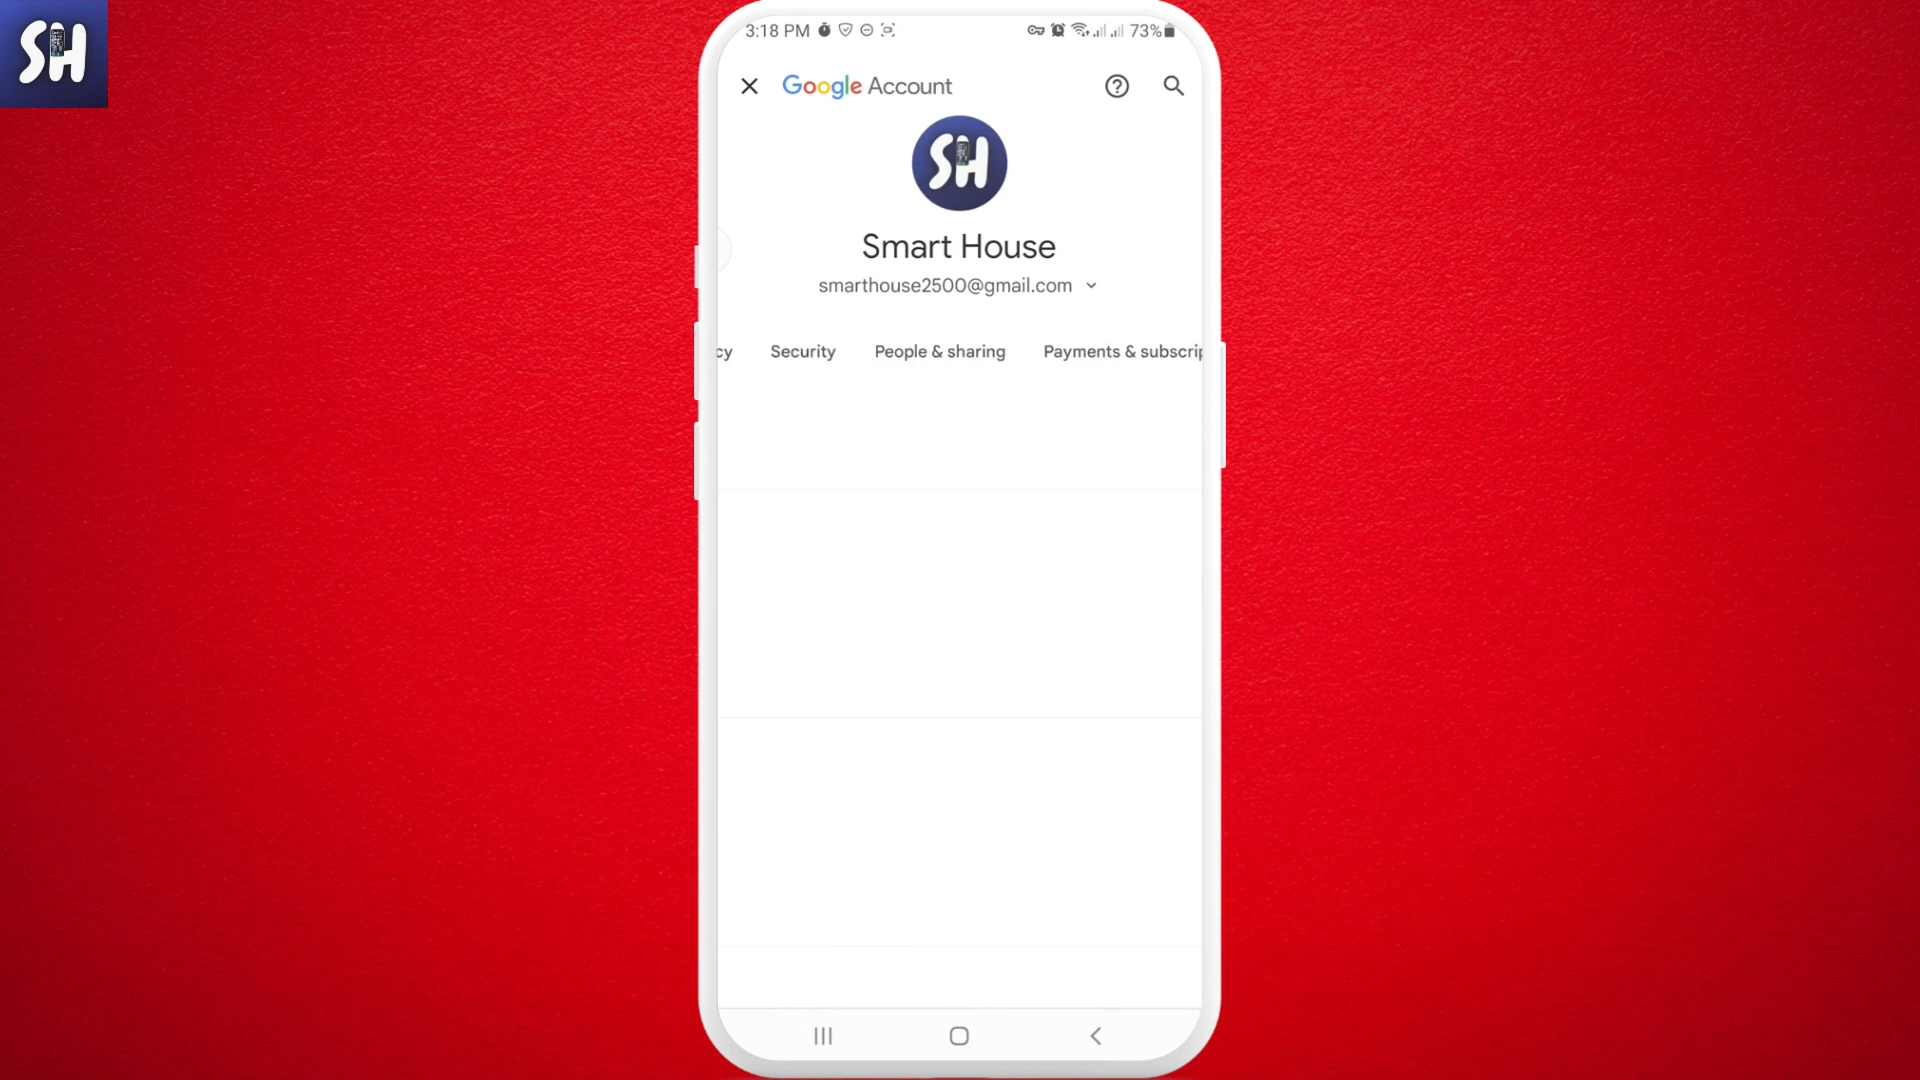 SH
3:18 PM
73%
Google Account
SH
Smart House
smarthouse2500@gmail.com
cy Security People & sharing Payments & subscrip